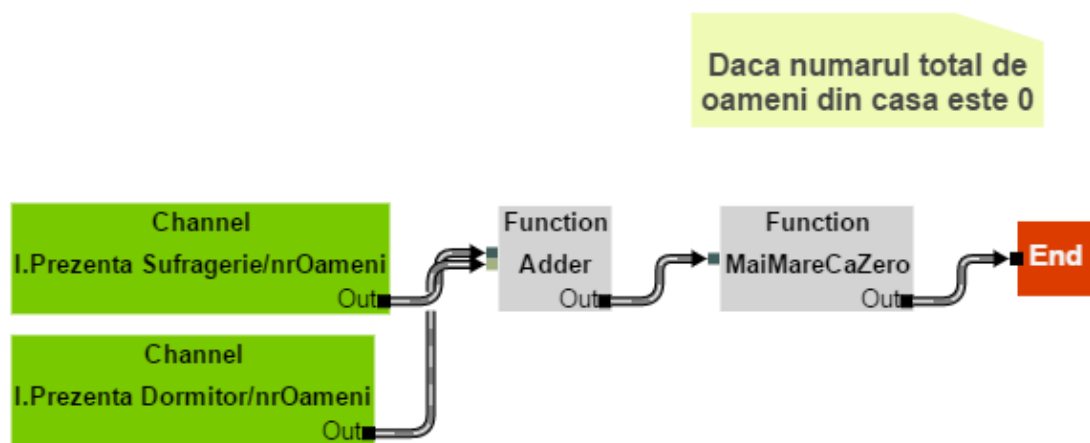 Daca numarul total de
oameni din casa este 0
Channel
I.Prezenta Sufragerie/nrOameni
Out
Function
Adder
Out
Function
MaiMareCaZero
Out
End
Channel
I.Prezenta Dormitor/nrOameni
Out